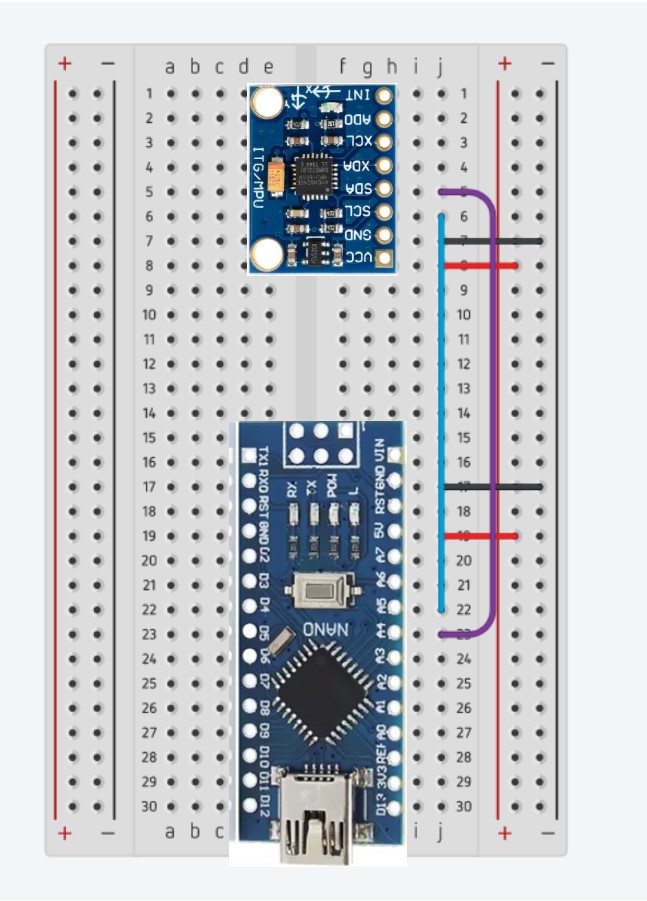 + − a b c d e f g h i j + −
1 INT 1
2 ADO 2
3 XCL 3
4 XDA 4
5 SDA 5
6 SCL 6
7 GND 7
8 VCC 8
X
Y
ITG/MPU
9 9
10 10
11 11
12 12
13 13
14 14
15 15
16 TX1 VIN 16
17 RX0 GND 17
18 RST RST 18
19 GND 5V 19
20 D2 A7 20
21 D3 A6 21
22 D4 A5 22
23 D5 A4 23
24 D6 A3 24
25 D7 A2 25
26 D8 A1 26
27 D9 A0 27
28 D10 REF 28
29 D11 3V3 29
30 D12 D13 30
RX TX POW L
NANO
+ − a b c i j + −